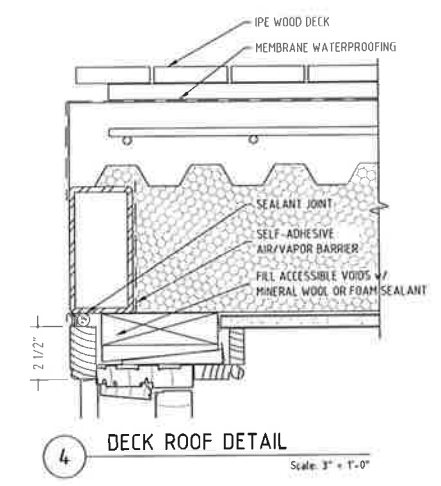 IPE WOOD DECK
MEMBRANE WATERPROOFING
SEALANT JOINT
SELF-ADHESIVE
AIR/VAPOR BARRIER
FILL ACCESSIBLE VOIDS w/
MINERAL WOOL OR FOAM SEALANT
2 1/2"
4 DECK ROOF DETAIL
Scale: 3" = 1'-0"